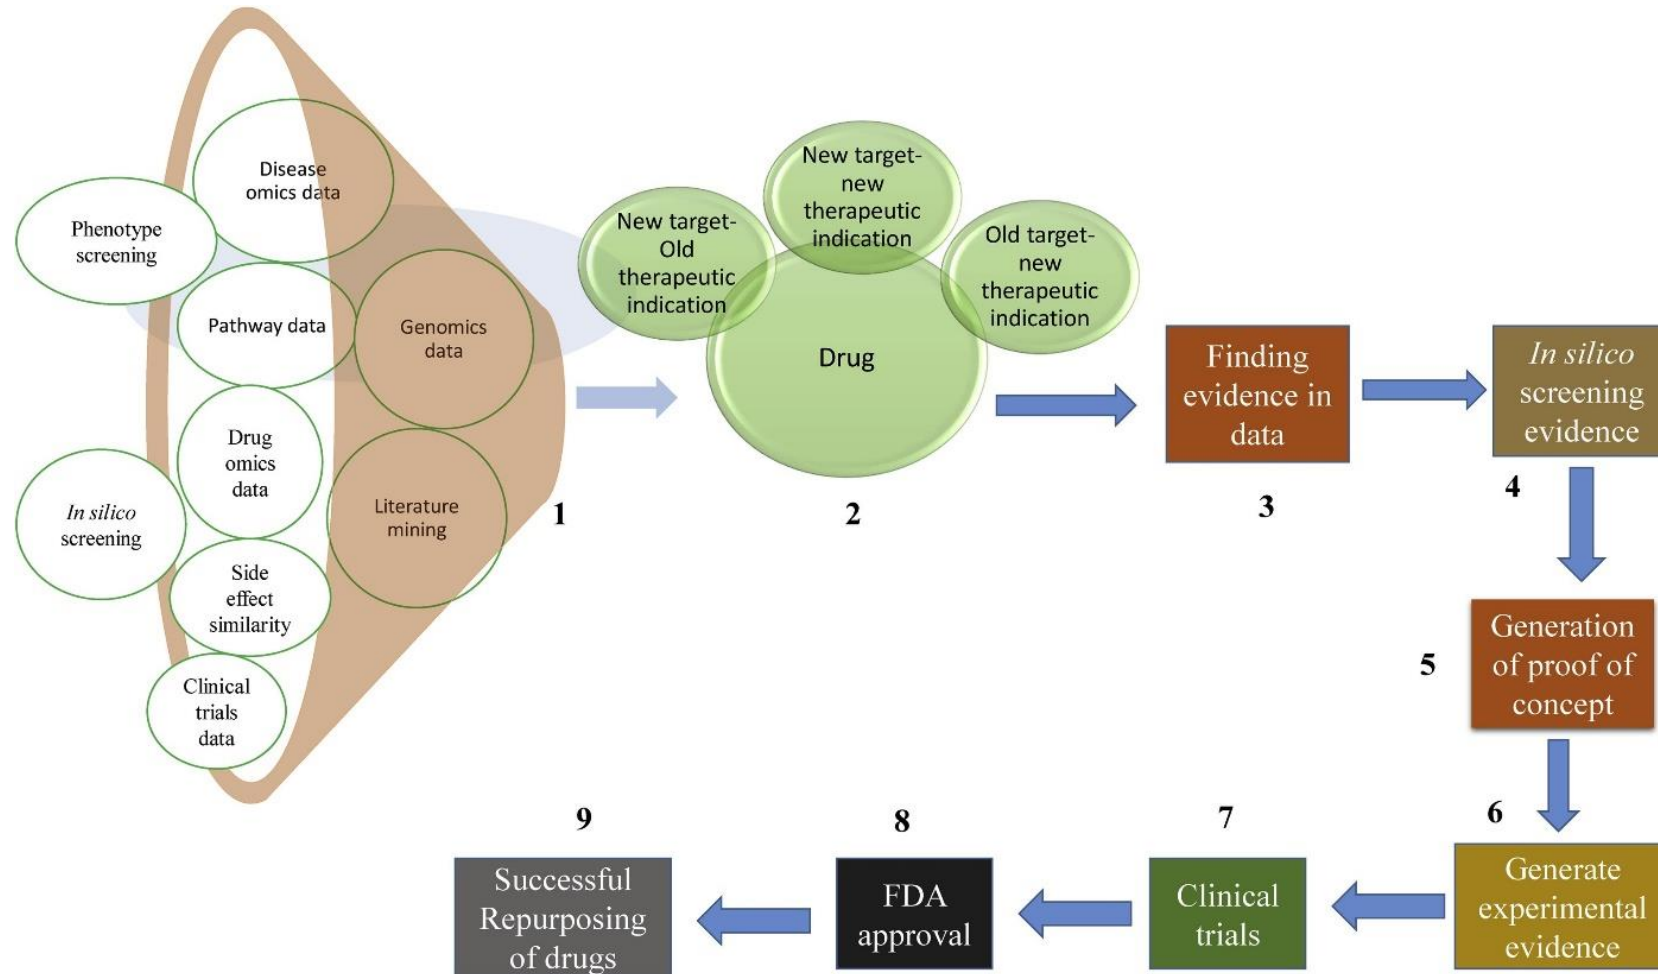 Disease
omics data
Phenotype
screening
Pathway data
Genomics
data
Drug
omics
data
In silico
screening
Literature
mining
Side
effect
similarity
Clinical
trials
data
1
New target-
Old
therapeutic
indication
New target-
new
therapeutic
indication
Old target-
new
therapeutic
indication
Drug
2
Finding
evidence in
data
3
In silico
screening
evidence
4
Generation
of proof of
concept
5
6
Generate
experimental
evidence
7
Clinical
trials
8
FDA
approval
9
Successful
Repurposing
of drugs